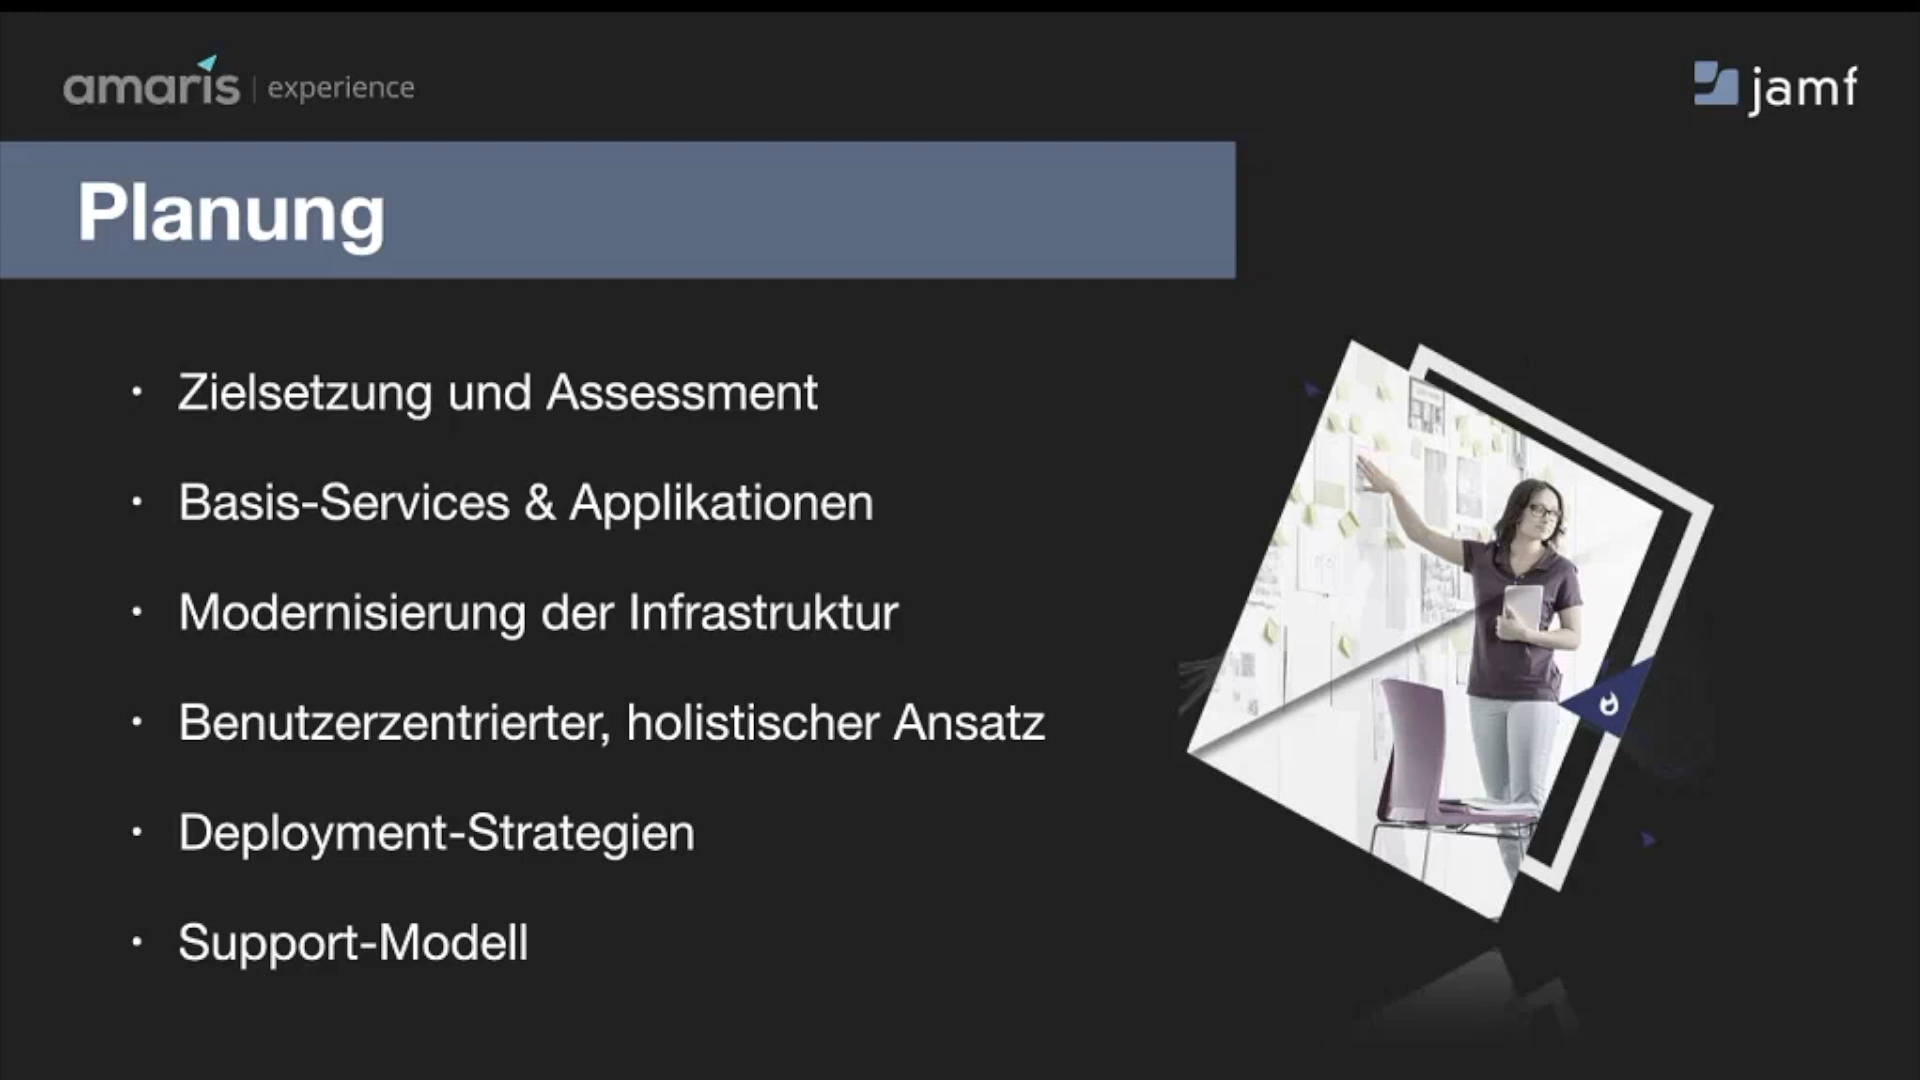 amaris | experience
jamf
Planung
• Zielsetzung und Assessment
• Basis-Services & Applikationen
• Modernisierung der Infrastruktur
• Benutzerzentrierter, holistischer Ansatz
• Deployment-Strategien
• Support-Modell